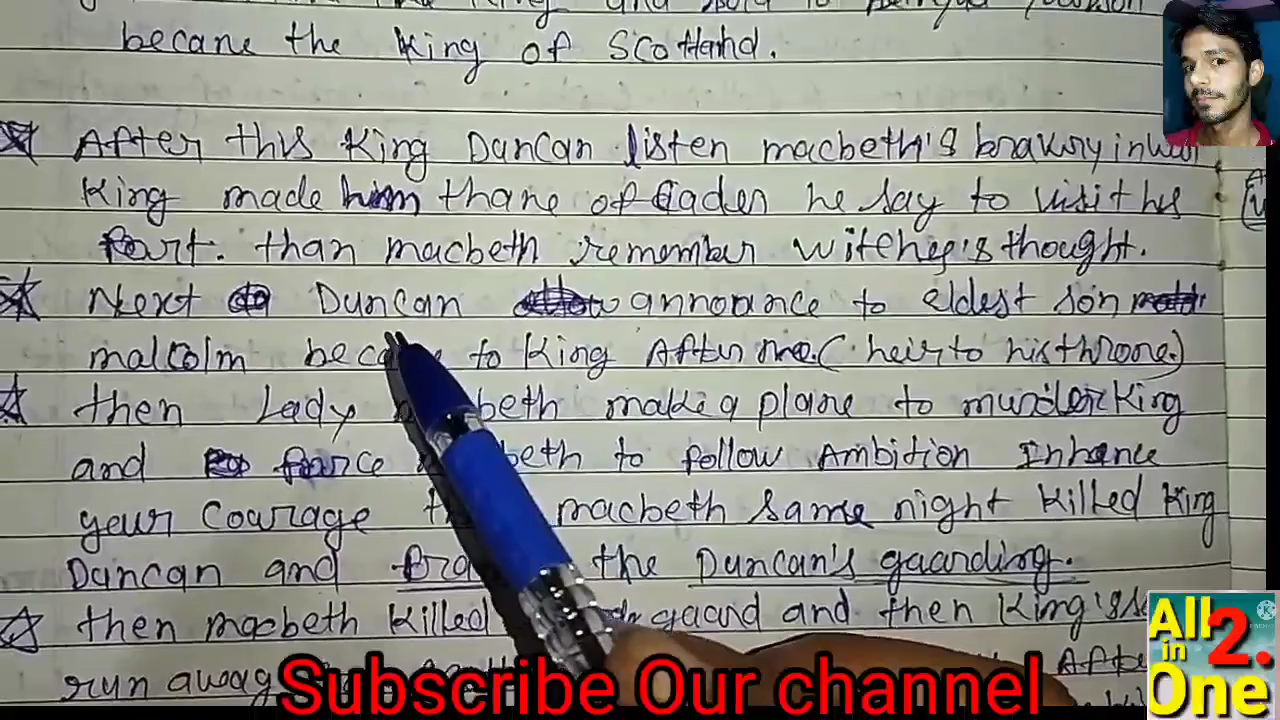 became the King of Scotland.
After this King Duncan listen macbeth's bravery in war
King made him thane of Cader he say to visit his
fort. than macbeth remember witches's thought.
Next Duncan announce to eldest son
malcolm to King After me. (heir to his throne.)
then Lady beth make a plane to murder King
and force beth to follow Ambition Inhance
your Courage macbeth same night Killed King
Duncan and the Duncan's gaarding.
then macbeth Killed gaard and then King's
run away
Subscribe Our channel
All 2.
in
One